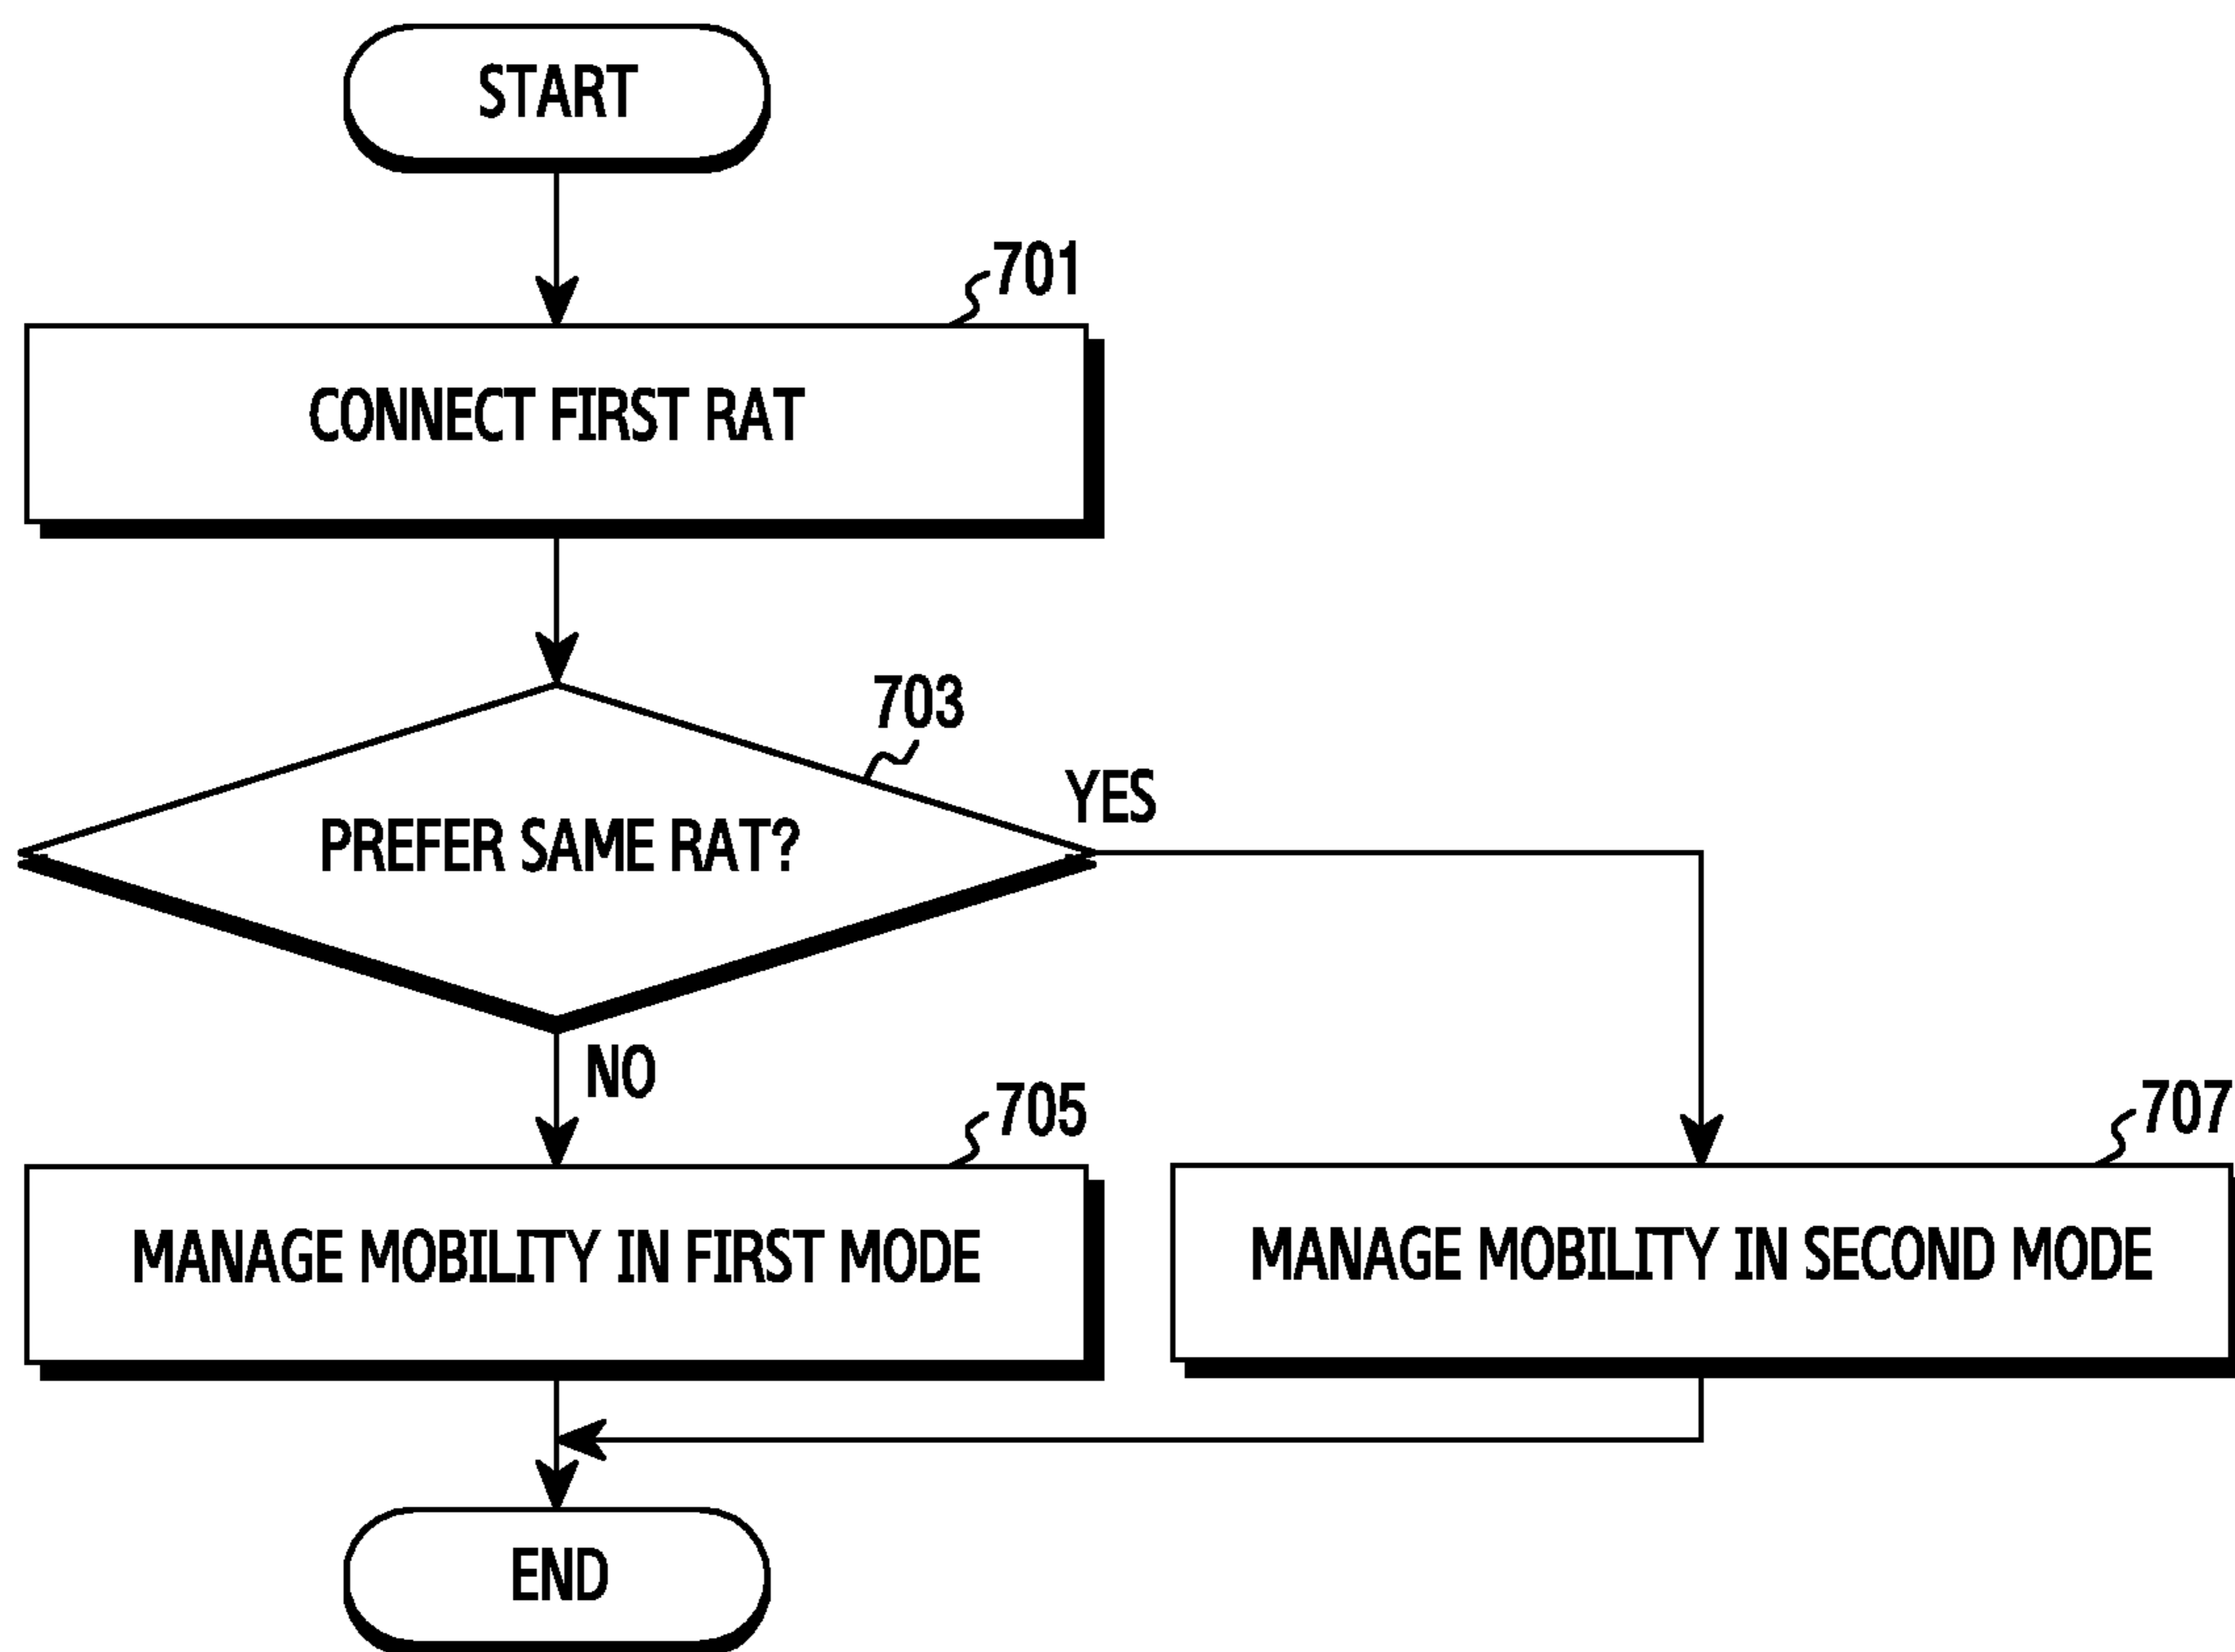 START
701
CONNECT FIRST RAT
703
PREFER SAME RAT?
YES
NO
705
MANAGE MOBILITY IN FIRST MODE
707
MANAGE MOBILITY IN SECOND MODE
END